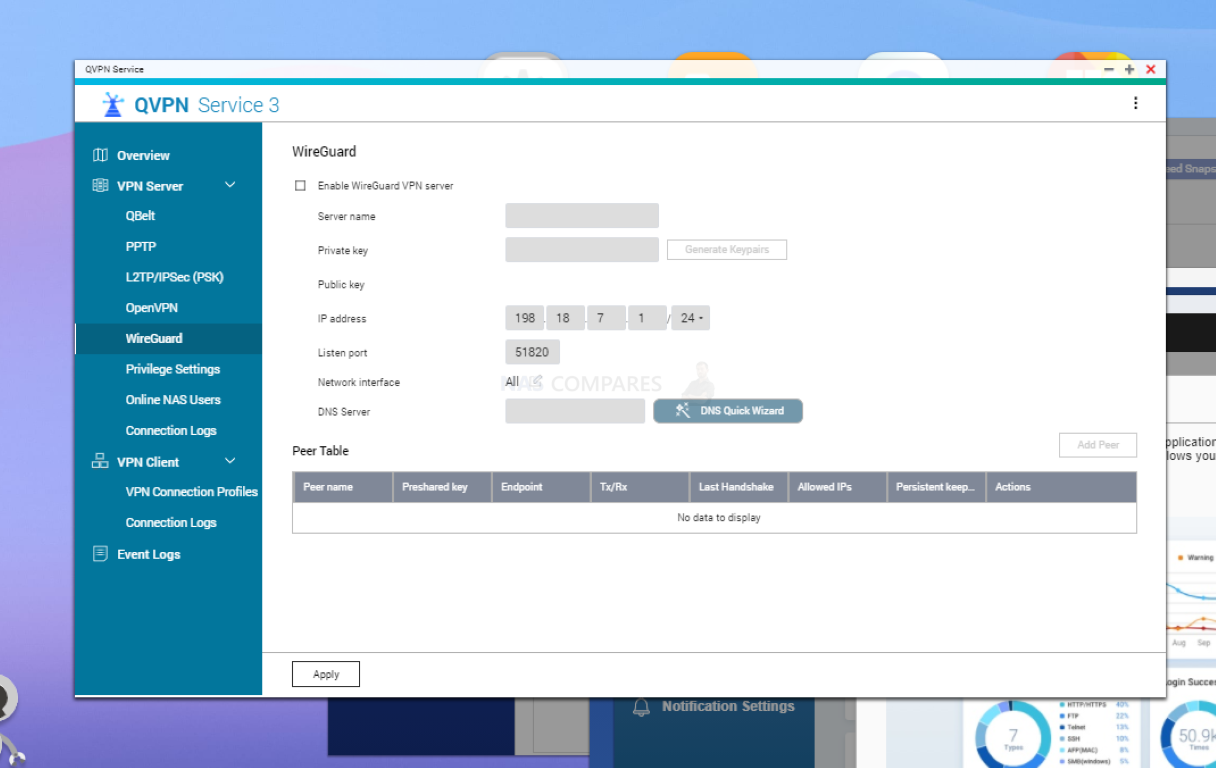 QVPN Service
QVPN Service 3
Overview
VPN Server
QBelt
PPTP
L2TP/IPSec (PSK)
OpenVPN
WireGuard
Privilege Settings
Online NAS Users
Connection Logs
VPN Client
VPN Connection Profiles
Connection Logs
Event Logs
WireGuard
Enable WireGuard VPN server
Server name
Private key
Generate Keypairs
Public key
IP address 198 . 18 . 7 . 1 / 24
Listen port 51820
Network interface All
NAS COMPARES
DNS Server
DNS Quick Wizard
Peer Table
Add Peer
Peer name Preshared key Endpoint Tx/Rx Last Handshake Allowed IPs Persistent keep... Actions
No data to display
Apply
Notification Settings
eed Snaps
pplication
lows you
Warning
Aug Sep
ogin Succes
7
Types
HTTP/HTTPS 40%
FTP 22%
Telnet 13%
SSH 10%
AFP(MAC) 8%
SMB(windows) 5%
50.9k
Times